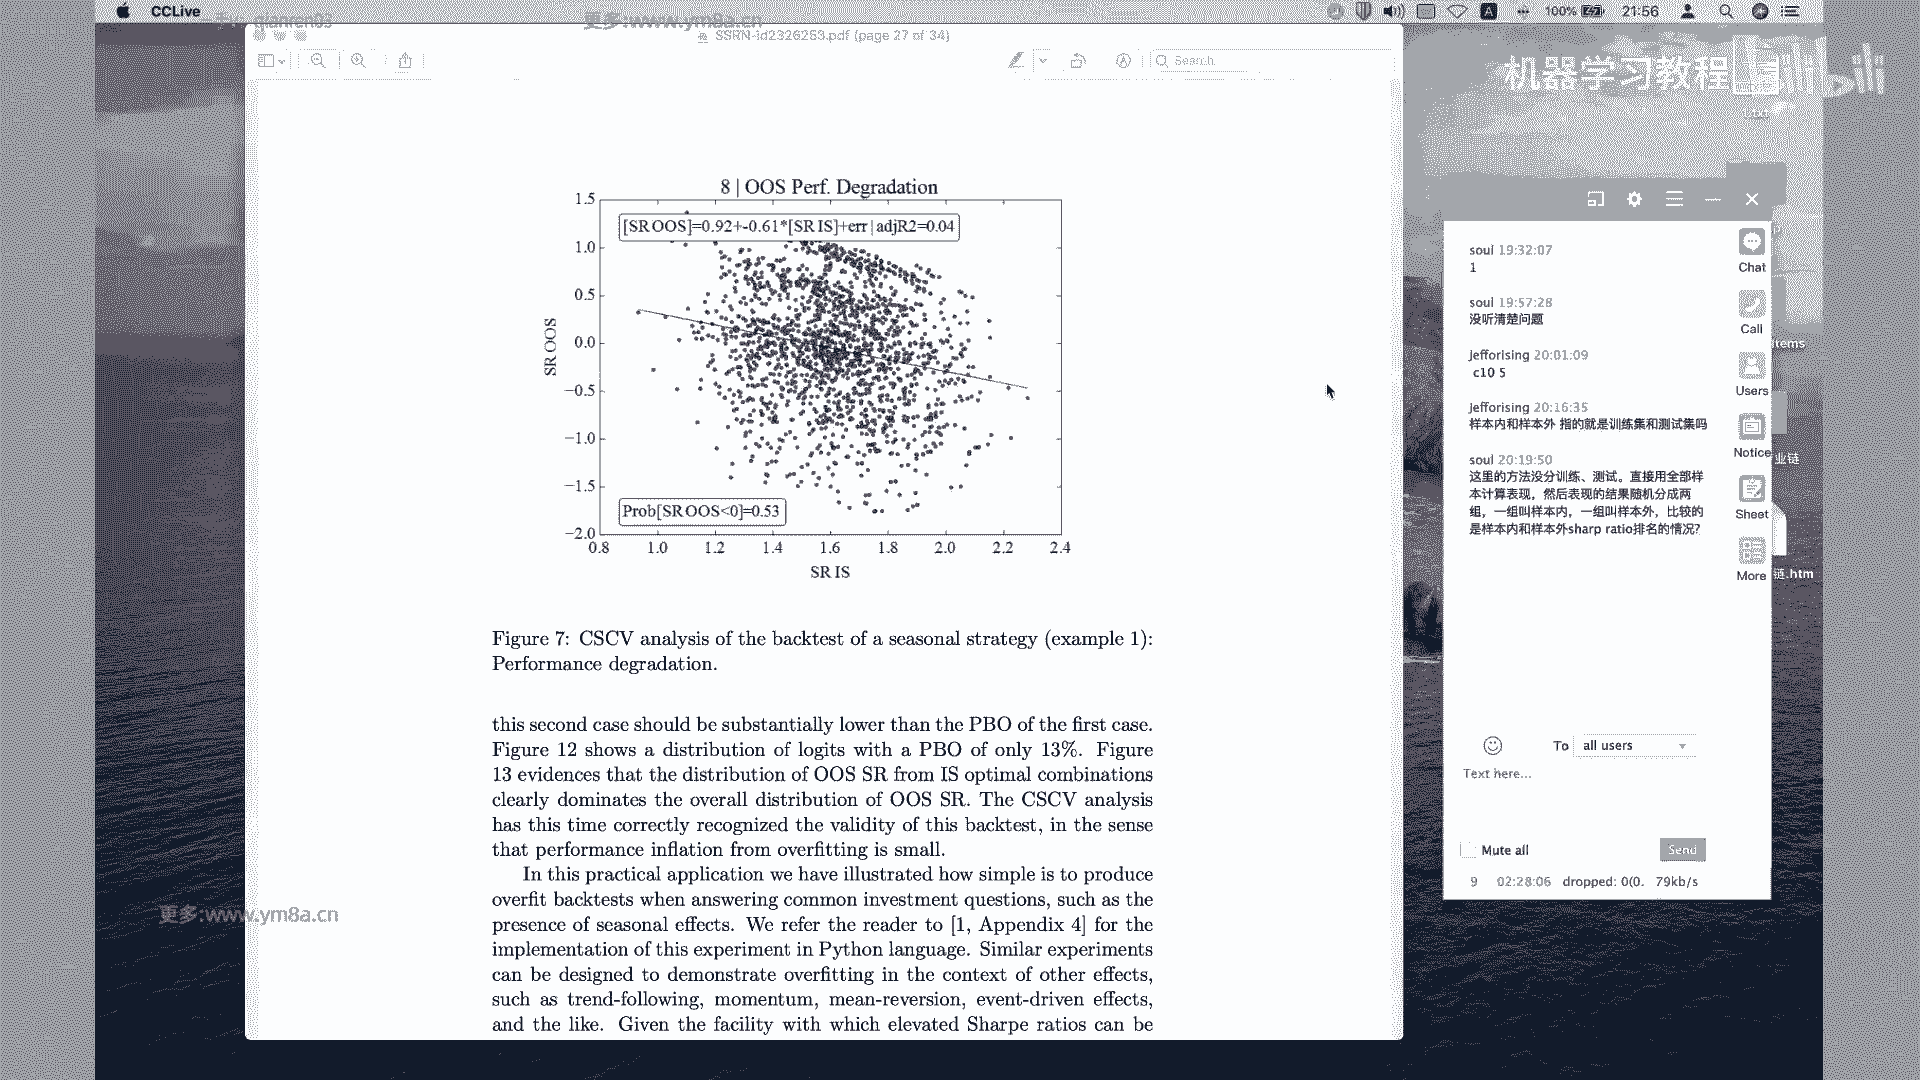 CCLive
100%
21:56
更多:www.ym8a.cn
SSRN-id2326253.pdf (page 27 of 34)
Search
机器学习教程
bilibili
8 | OOS Perf. Degradation
[SR OOS]=0.92+-0.61*[SR IS]+err | adjR2=0.04
1.5
1.0
0.5
0.0
−0.5
−1.0
−1.5
−2.0
SR OOS
Prob[SR OOS<0]=0.53
0.8 1.0 1.2 1.4 1.6 1.8 2.0 2.2 2.4
SR IS
Figure 7: CSCV analysis of the backtest of a seasonal strategy (example 1):
Performance degradation.
this second case should be substantially lower than the PBO of the first case.
Figure 12 shows a distribution of logits with a PBO of only 13%. Figure
13 evidences that the distribution of OOS SR from IS optimal combinations
clearly dominates the overall distribution of OOS SR. The CSCV analysis
has this time correctly recognized the validity of this backtest, in the sense
that performance inflation from overfitting is small.
In this practical application we have illustrated how simple is to produce
overfit backtests when answering common investment questions, such as the
presence of seasonal effects. We refer the reader to [1, Appendix 4] for the
implementation of this experiment in Python language. Similar experiments
can be designed to demonstrate overfitting in the context of other effects,
such as trend-following, momentum, mean-reversion, event-driven effects,
and the like. Given the facility with which elevated Sharpe ratios can be
更多:www.ym8a.cn
soul 19:32:07
1
soul 19:57:28
没听清楚问题
Jefforising 20:01:09
c10 5
Jefforising 20:16:35
样本内和样本外 指的就是训练集和测试集吗
soul 20:19:50
这里的方法没分训练、测试。直接用全部样
本计算表现，然后表现的结果随机分成两
组，一组叫样本内，一组叫样本外，比较的
是样本内和样本外sharp ratio排名的情况?
Chat
Call
Users
Notice
Sheet
More
To all users
Text here...
Mute all
Send
9 02:28:06 dropped: 0(0. 79kb/s
items
业链
链.htm